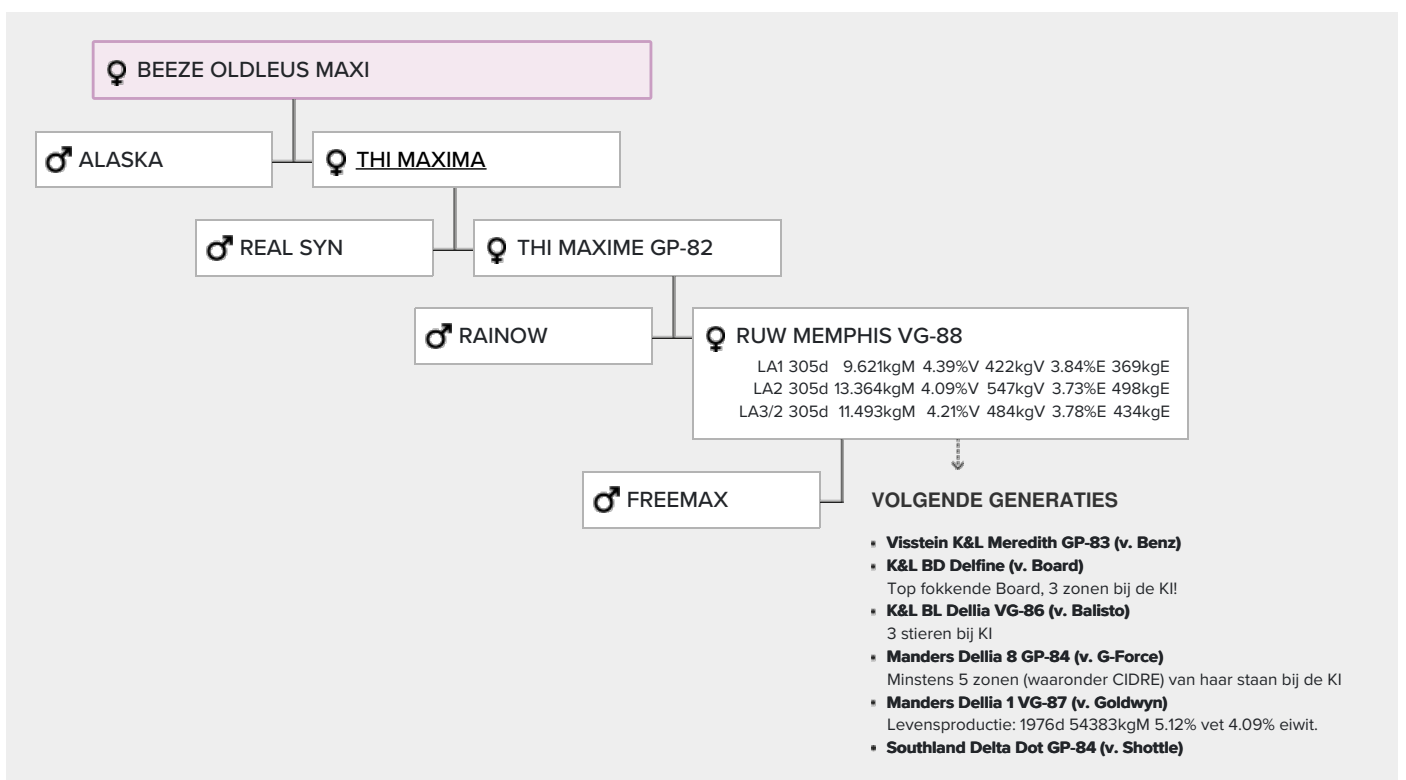 BEEZE OLDLEUS MAXI
ALASKA
THI MAXIMA
REAL SYN
THI MAXIME GP-82
RAINOW
RUW MEMPHIS VG-88
LA1 305d 9.621kgM 4.39%V 422kgV 3.84%E 369kgE
LA2 305d 13.364kgM 4.09%V 547kgV 3.73%E 498kgE
LA3/2 305d 11.493kgM 4.21%V 484kgV 3.78%E 434kgE
FREEMAX
VOLGENDE GENERATIES
Visstein K&L Meredith GP-83 (v. Benz)
K&L BD Delfine (v. Board)
Top fokkende Board, 3 zonen bij de KI!
K&L BL Dellia VG-86 (v. Balisto)
3 stieren bij KI
Manders Dellia 8 GP-84 (v. G-Force)
Minstens 5 zonen (waaronder CIDRE) van haar staan bij de KI
Manders Dellia 1 VG-87 (v. Goldwyn)
Levensproductie: 1976d 54383kgM 5.12% vet 4.09% eiwit.
Southland Delta Dot GP-84 (v. Shottle)